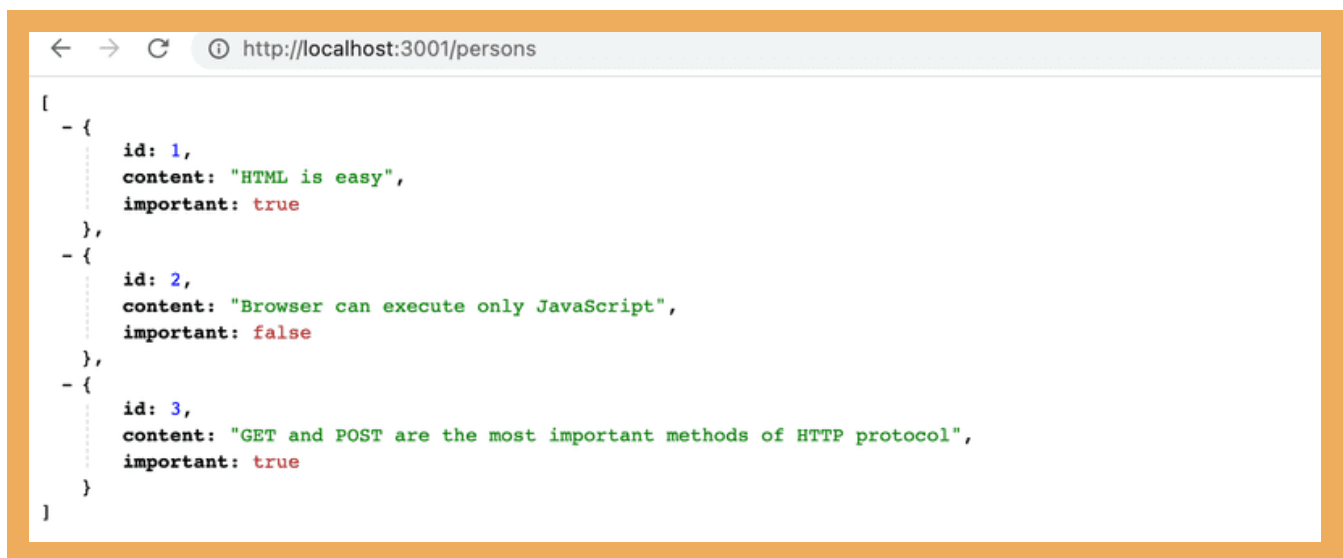 http://localhost:3001/persons
[
- {
id: 1,
content: "HTML is easy",
important: true
},
- {
id: 2,
content: "Browser can execute only JavaScript",
important: false
},
- {
id: 3,
content: "GET and POST are the most important methods of HTTP protocol",
important: true
}
]